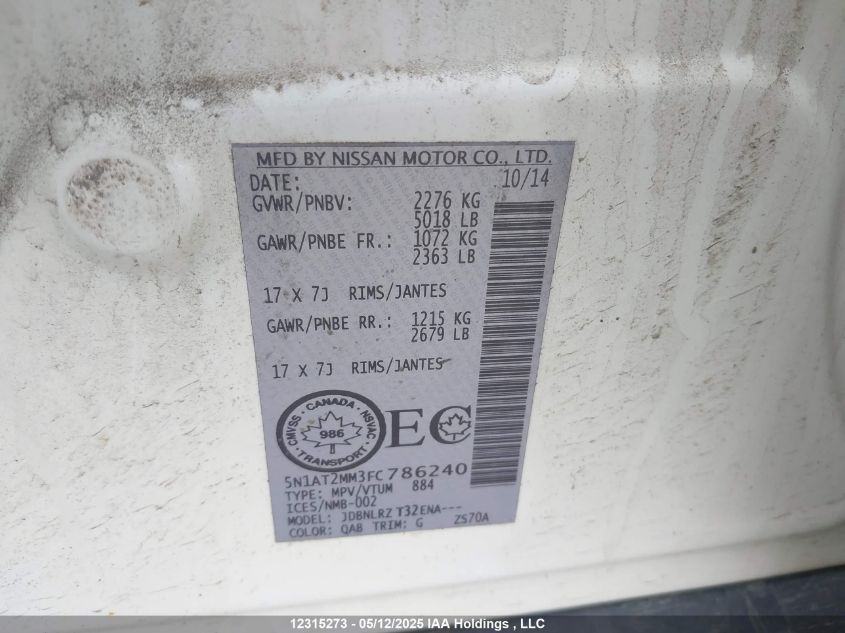 MFD BY NISSAN MOTOR CO., LTD.
DATE: 10/14
GVWR/PNBV: 2276 KG
5018 LB
GAWR/PNBE FR.: 1072 KG
2363 LB
17 X 7J RIMS/JANTES
GAWR/PNBE RR.: 1215 KG
2679 LB
17 X 7J RIMS/JANTES
CANADA
CMVSS · NSVAC
986
TRANSPORT
EC
5N1AT2MM3FC786240
TYPE: MPV/VTUM 884
ICES/NMB-002
MODEL: JDBNLRZ T32ENA---
COLOR: QAB TRIM: G ZS70A
12315273 - 05/12/2025 IAA Holdings , LLC